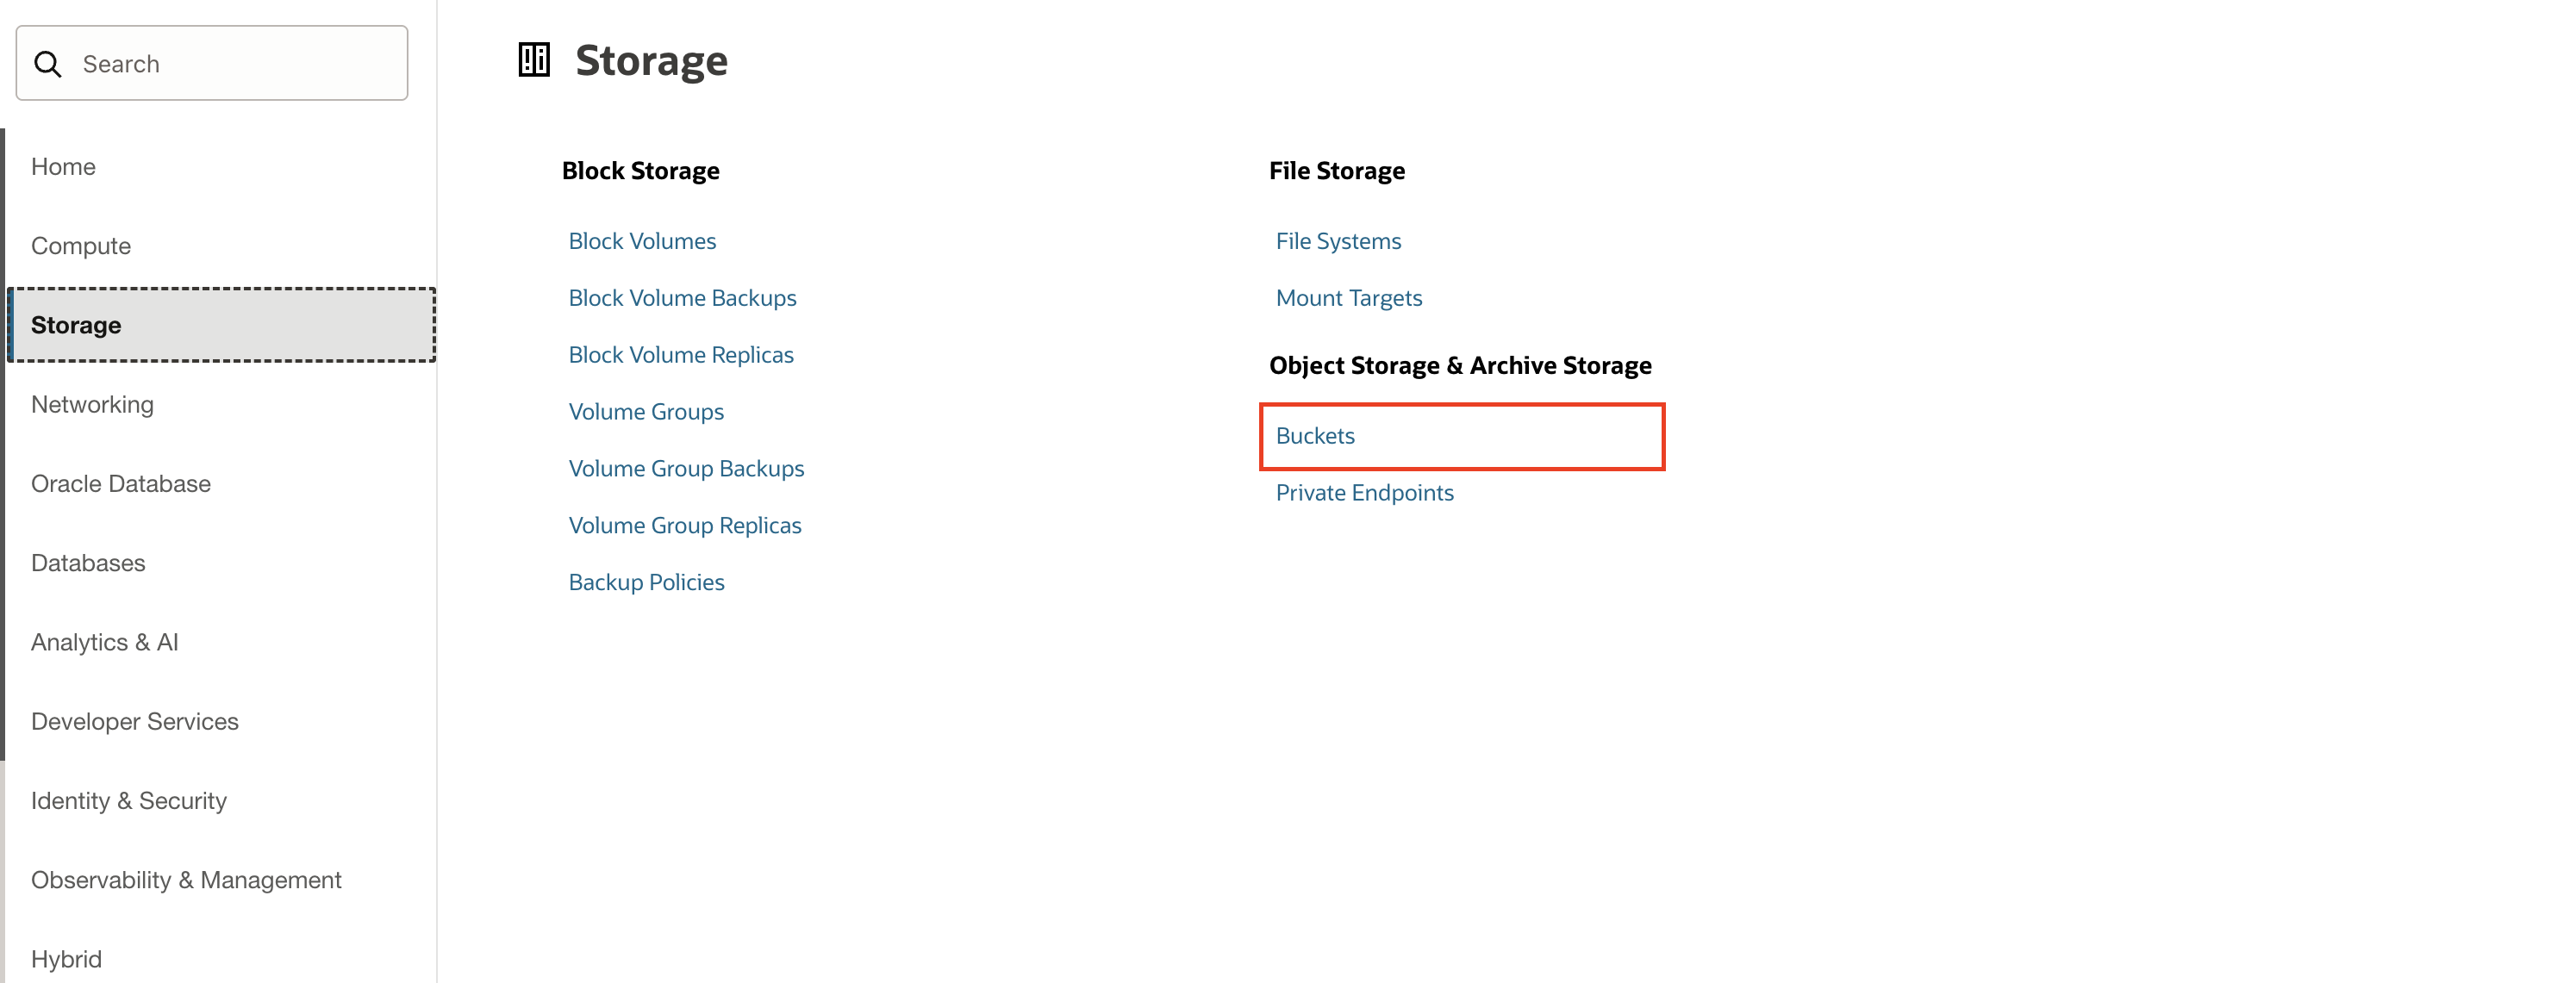 Search
Home
Compute
Storage
Networking
Oracle Database
Databases
Analytics & AI
Developer Services
Identity & Security
Observability & Management
Hybrid
Storage
Block Storage
Block Volumes
Block Volume Backups
Block Volume Replicas
Volume Groups
Volume Group Backups
Volume Group Replicas
Backup Policies
File Storage
File Systems
Mount Targets
Object Storage & Archive Storage
Buckets
Private Endpoints